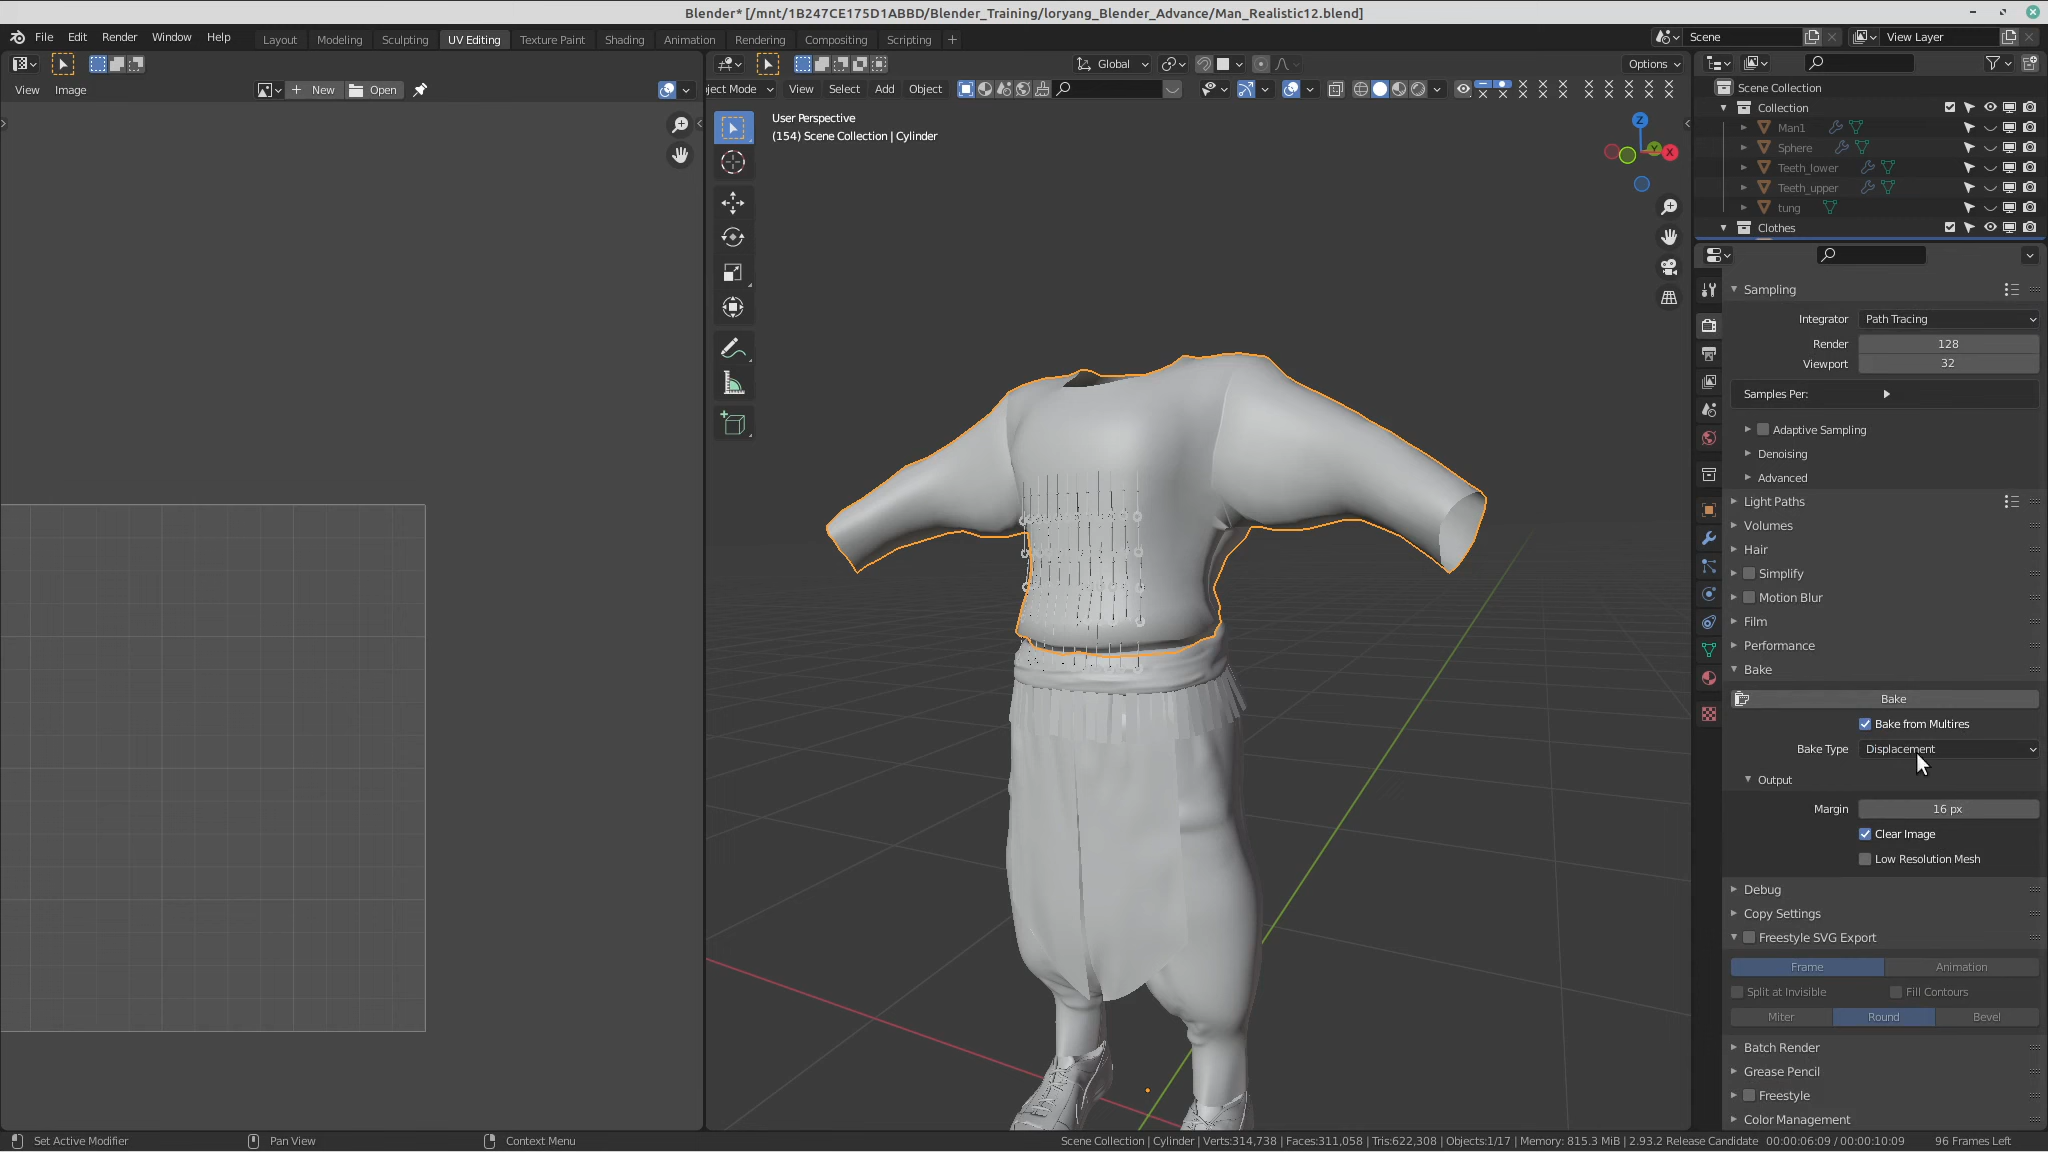 Blender* [/mnt/1B247CE175D1ABBD/Blender_Training/loryang_Blender_Advance/Man_Realistic12.blend]
File Edit Render Window Help
Layout Modeling Sculpting UV Editing Texture Paint Shading Animation Rendering Compositing Scripting +
Scene
View Layer
Global
Options
View Image
New
Open
ject Mode
View Select Add Object
User Perspective
(154) Scene Collection | Cylinder
Z
Y
X
Scene Collection
Collection
Man1
Sphere
Teeth_lower
Teeth_upper
tung
Clothes
Sampling
Integrator Path Tracing
Render 128
Viewport 32
Samples Per:
Adaptive Sampling
Denoising
Advanced
Light Paths
Volumes
Hair
Simplify
Motion Blur
Film
Performance
Bake
Bake
Bake from Multires
Bake Type Displacement
Output
Margin 16 px
Clear Image
Low Resolution Mesh
Debug
Copy Settings
Freestyle SVG Export
Frame Animation
Split at Invisible Fill Contours
Miter Round Bevel
Batch Render
Grease Pencil
Freestyle
Color Management
Set Active Modifier
Pan View
Context Menu
Scene Collection | Cylinder | Verts:314,738 | Faces:311,058 | Tris:622,308 | Objects:1/17 | Memory: 815.3 MiB | 2.93.2 Release Candidate 00:00:06:09 / 00:00:10:09 96 Frames Left